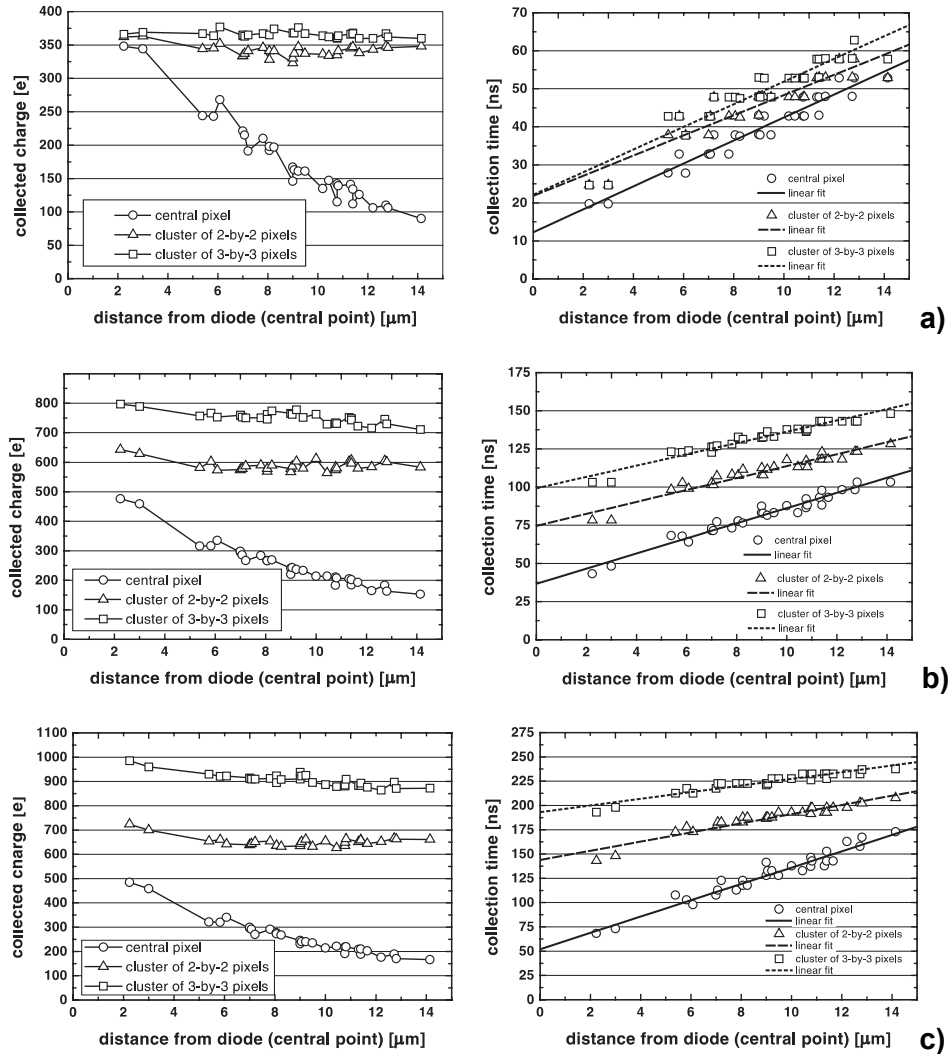 collected charge [e]
400
350
300
250
200
150
100
50
0
central pixel
cluster of 2-by-2 pixels
cluster of 3-by-3 pixels
0 2 4 6 8 10 12 14
distance from diode (central point) [μm]
collection time [ns]
70
60
50
40
30
20
10
0
central pixel
linear fit
cluster of 2-by-2 pixels
linear fit
cluster of 3-by-3 pixels
linear fit
0 2 4 6 8 10 12 14
distance from diode (central point) [μm]
a)
collected charge [e]
800
700
600
500
400
300
200
100
0
central pixel
cluster of 2-by-2 pixels
cluster of 3-by-3 pixels
0 2 4 6 8 10 12 14
distance from diode (central point) [μm]
collection time [ns]
175
150
125
100
75
50
25
0
central pixel
linear fit
cluster of 2-by-2 pixels
linear fit
cluster of 3-by-3 pixels
linear fit
0 2 4 6 8 10 12 14
distance from diode (central point) [μm]
b)
collected charge [e]
1100
1000
900
800
700
600
500
400
300
200
100
0
central pixel
cluster of 2-by-2 pixels
cluster of 3-by-3 pixels
0 2 4 6 8 10 12 14
distance from diode (central point) [μm]
collection time [ns]
275
250
225
200
175
150
125
100
75
50
25
0
central pixel
linear fit
cluster of 2-by-2 pixels
linear fit
cluster of 3-by-3 pixels
linear fit
0 2 4 6 8 10 12 14
distance from diode (central point) [μm]
c)